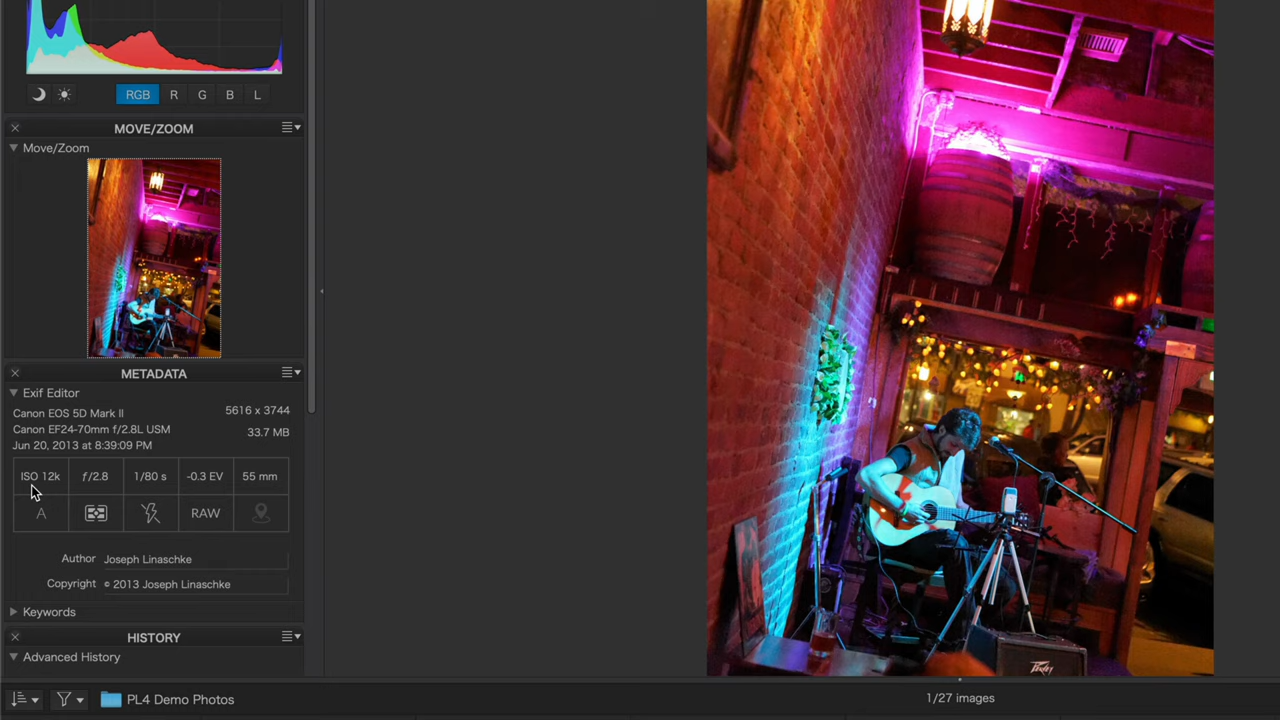 RGB R G B L
MOVE/ZOOM
Move/Zoom
METADATA
Exif Editor
Canon EOS 5D Mark II 5616 x 3744
Canon EF24-70mm f/2.8L USM 33.7 MB
Jun 20, 2013 at 8:39:09 PM
ISO 12k ƒ/2.8 1/80 s -0.3 EV 55 mm
A RAW
Author Joseph Linaschke
Copyright © 2013 Joseph Linaschke
Keywords
HISTORY
Advanced History
PEAVEY
PL4 Demo Photos 1/27 images